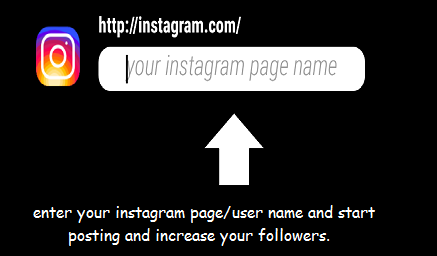 http://instagram.com/
your instagram page name
enter your instagram page/user name and start
posting and increase your followers.